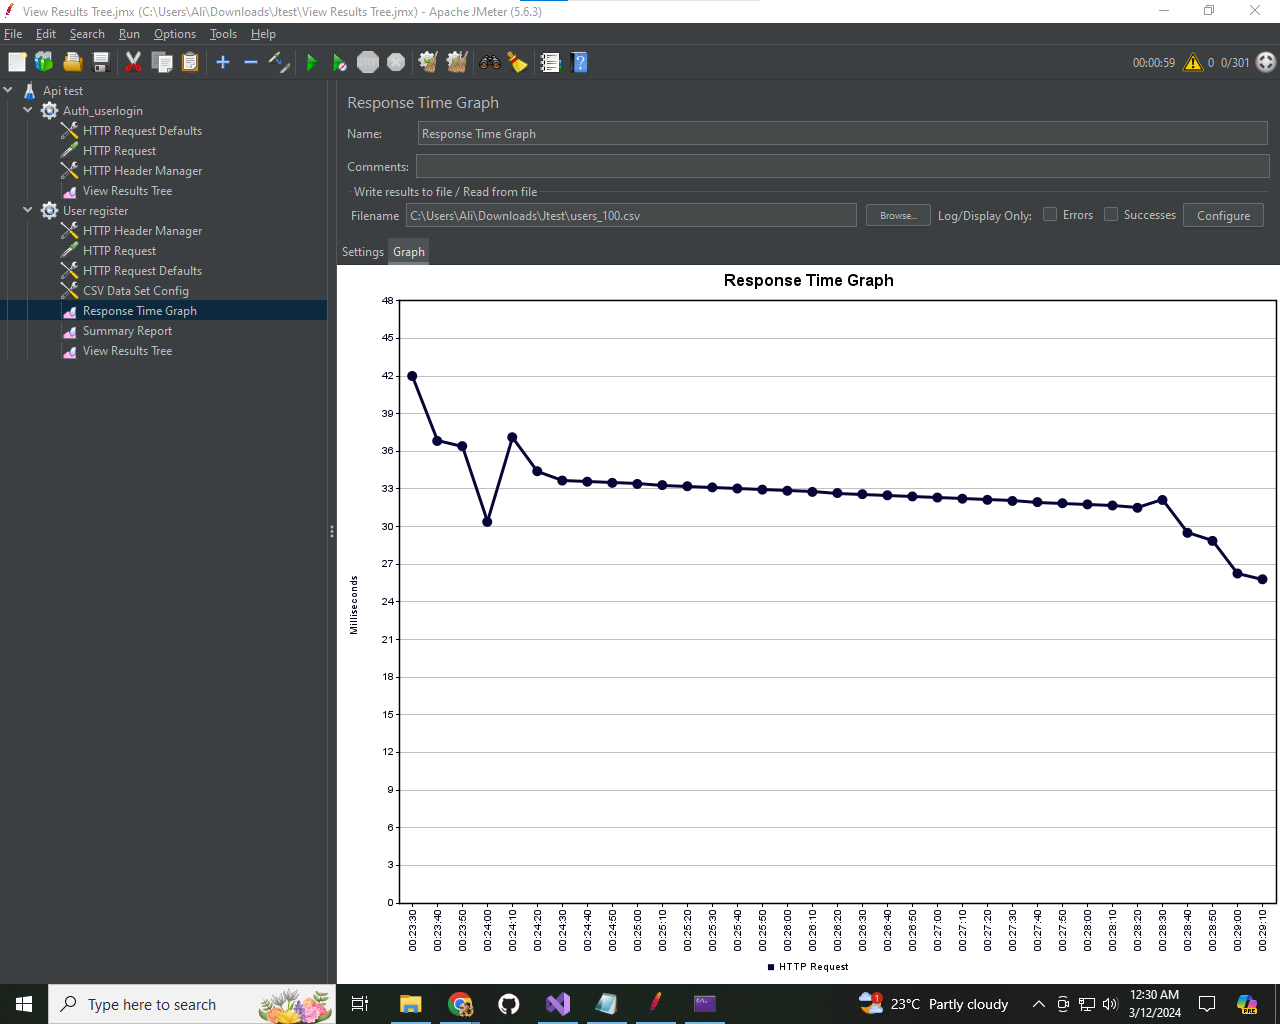 View Results Tree.jmx (C:\Users\Ali\Downloads\Jtest\View Results Tree.jmx) - Apache JMeter (5.6.3)
File Edit Search Run Options Tools Help
STOP
00:00:59 0 0/301
Api test
Auth_userlogin
HTTP Request Defaults
HTTP Request
HTTP Header Manager
View Results Tree
User register
HTTP Header Manager
HTTP Request
HTTP Request Defaults
CSV Data Set Config
Response Time Graph
Summary Report
View Results Tree
Response Time Graph
Name: Response Time Graph
Comments:
Write results to file / Read from file
Filename C:\Users\Ali\Downloads\Jtest\users_100.csv Browse... Log/Display Only: Errors Successes Configure
Settings Graph
Response Time Graph
48
45
42
39
36
33
30
27
24
21
18
15
12
9
6
3
0
Milliseconds
00:23:30 00:23:40 00:23:50 00:24:00 00:24:10 00:24:20 00:24:30 00:24:40 00:24:50 00:25:00 00:25:10 00:25:20 00:25:30 00:25:40 00:25:50 00:26:00 00:26:10 00:26:20 00:26:30 00:26:40 00:26:50 00:27:00 00:27:10 00:27:20 00:27:30 00:27:40 00:27:50 00:28:00 00:28:10 00:28:20 00:28:30 00:28:40 00:28:50 00:29:00 00:29:10
HTTP Request
Type here to search
1
23°C Partly cloudy
12:30 AM
3/12/2024
PRE